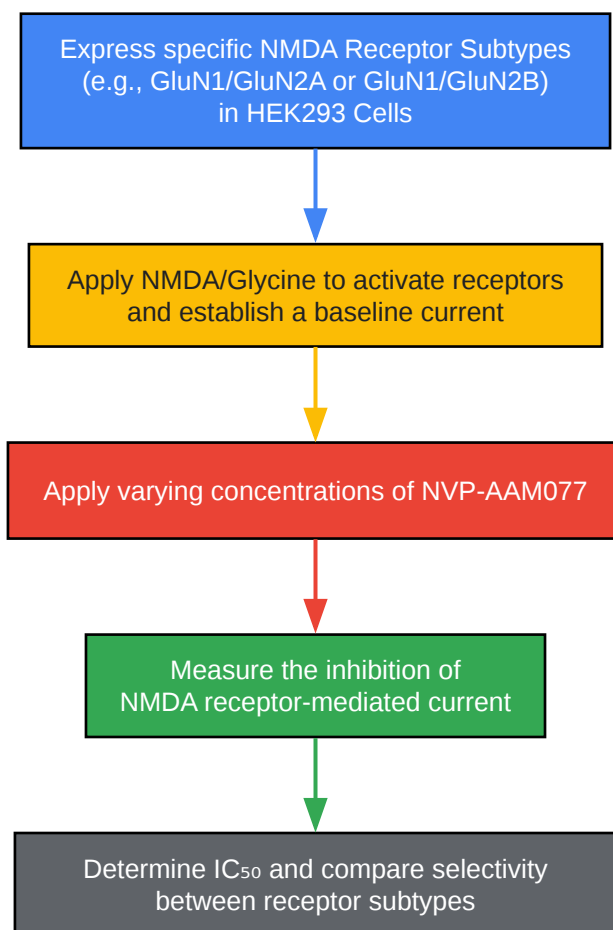 Express specific NMDA Receptor Subtypes
(e.g., GluN1/GluN2A or GluN1/GluN2B)
in HEK293 Cells
Apply NMDA/Glycine to activate receptors
and establish a baseline current
Apply varying concentrations of NVP-AAM077
Measure the inhibition of
NMDA receptor-mediated current
Determine IC₅₀ and compare selectivity
between receptor subtypes